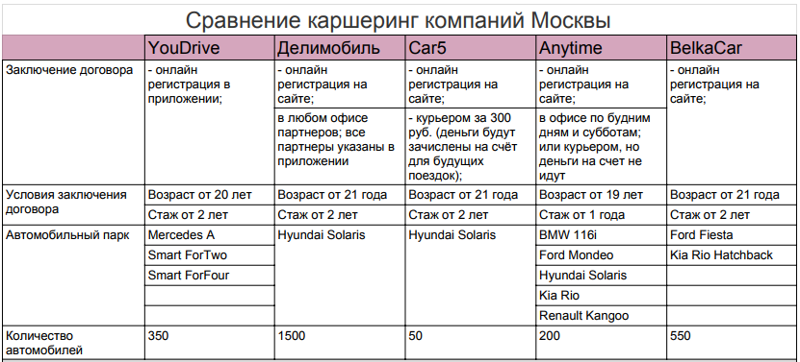 Сравнение каршеринг компаний Москвы
YouDrive Делимобиль Car5 Anytime BelkaCar
Заключение договора
- онлайн
регистрация в
приложении;
- онлайн
регистрация на
сайте;
в любом офисе
партнеров; все
партнеры указаны в
приложении
- онлайн
регистрация на
сайте;
- курьером за 300
руб. (деньги будут
зачислены на счёт
для будущих
поездок);
- онлайн
регистрация на
сайте;
в офисе по будним
дням и субботам;
или курьером, но
деньги на счет не
идут
- онлайн
регистрация на
сайте;
Условия заключения
договора
Возраст от 20 лет Возраст от 21 года Возраст от 21 года Возраст от 19 лет Возраст от 21 года
Стаж от 2 лет Стаж от 2 лет Стаж от 2 лет Стаж от 1 года Стаж от 2 лет
Автомобильный парк Mercedes A Hyundai Solaris Hyundai Solaris BMW 116i Ford Fiesta
Smart ForTwo Ford Mondeo Kia Rio Hatchback
Smart ForFour Hyundai Solaris
Kia Rio
Renault Kangoo
Количество
автомобилей
350 1500 50 200 550